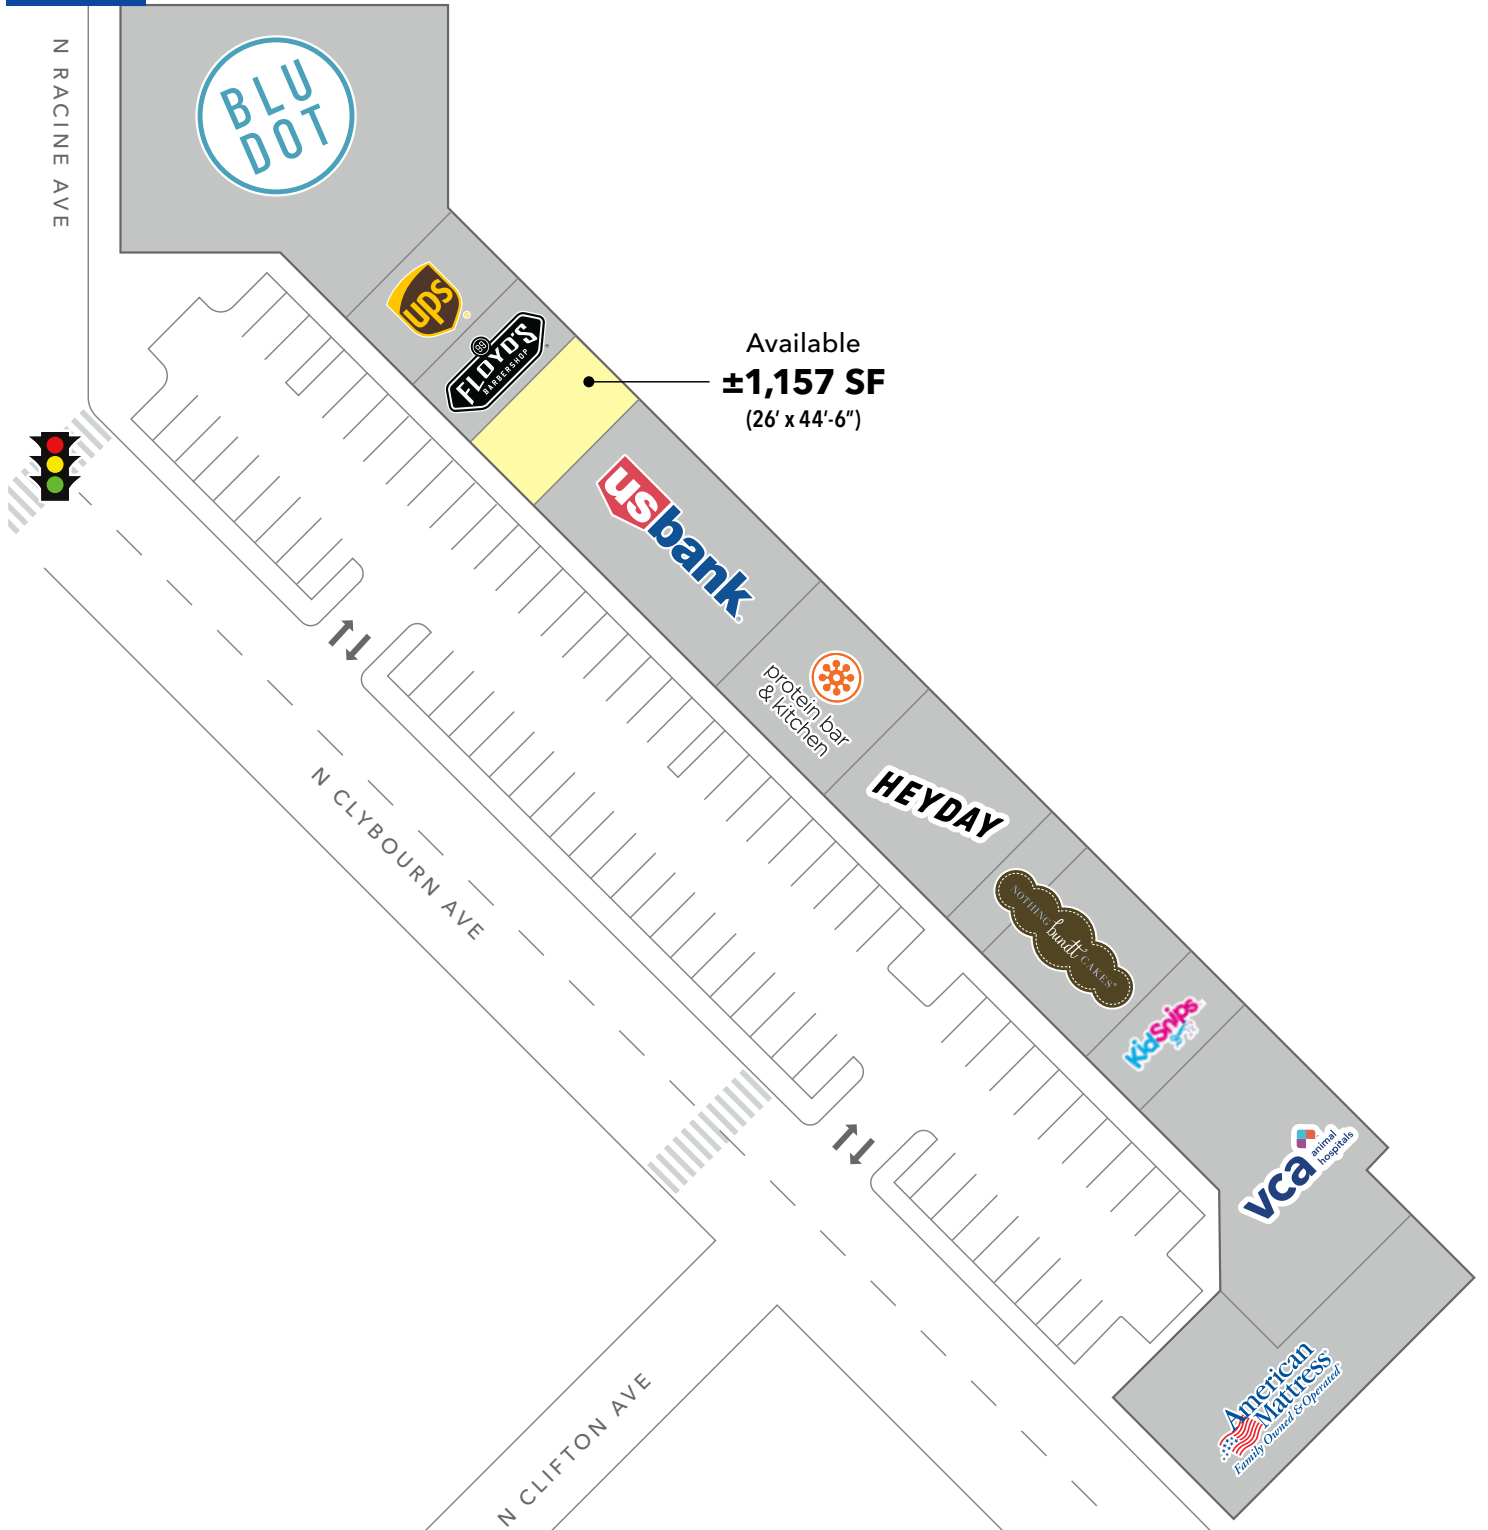 N RACINE AVE
BLU
DOT
ups
®
99
FLOYD'S
BARBERSHOP
Available
±1,157 SF
(26' x 44'-6")
usbank
protein bar
& kitchen
HEYDAY
NOTHING
bundt
CAKES
KidSnips
vca
animal
hospitals
American
Mattress
Family Owned & Operated
N CLYBOURN AVE
N CLIFTON AVE